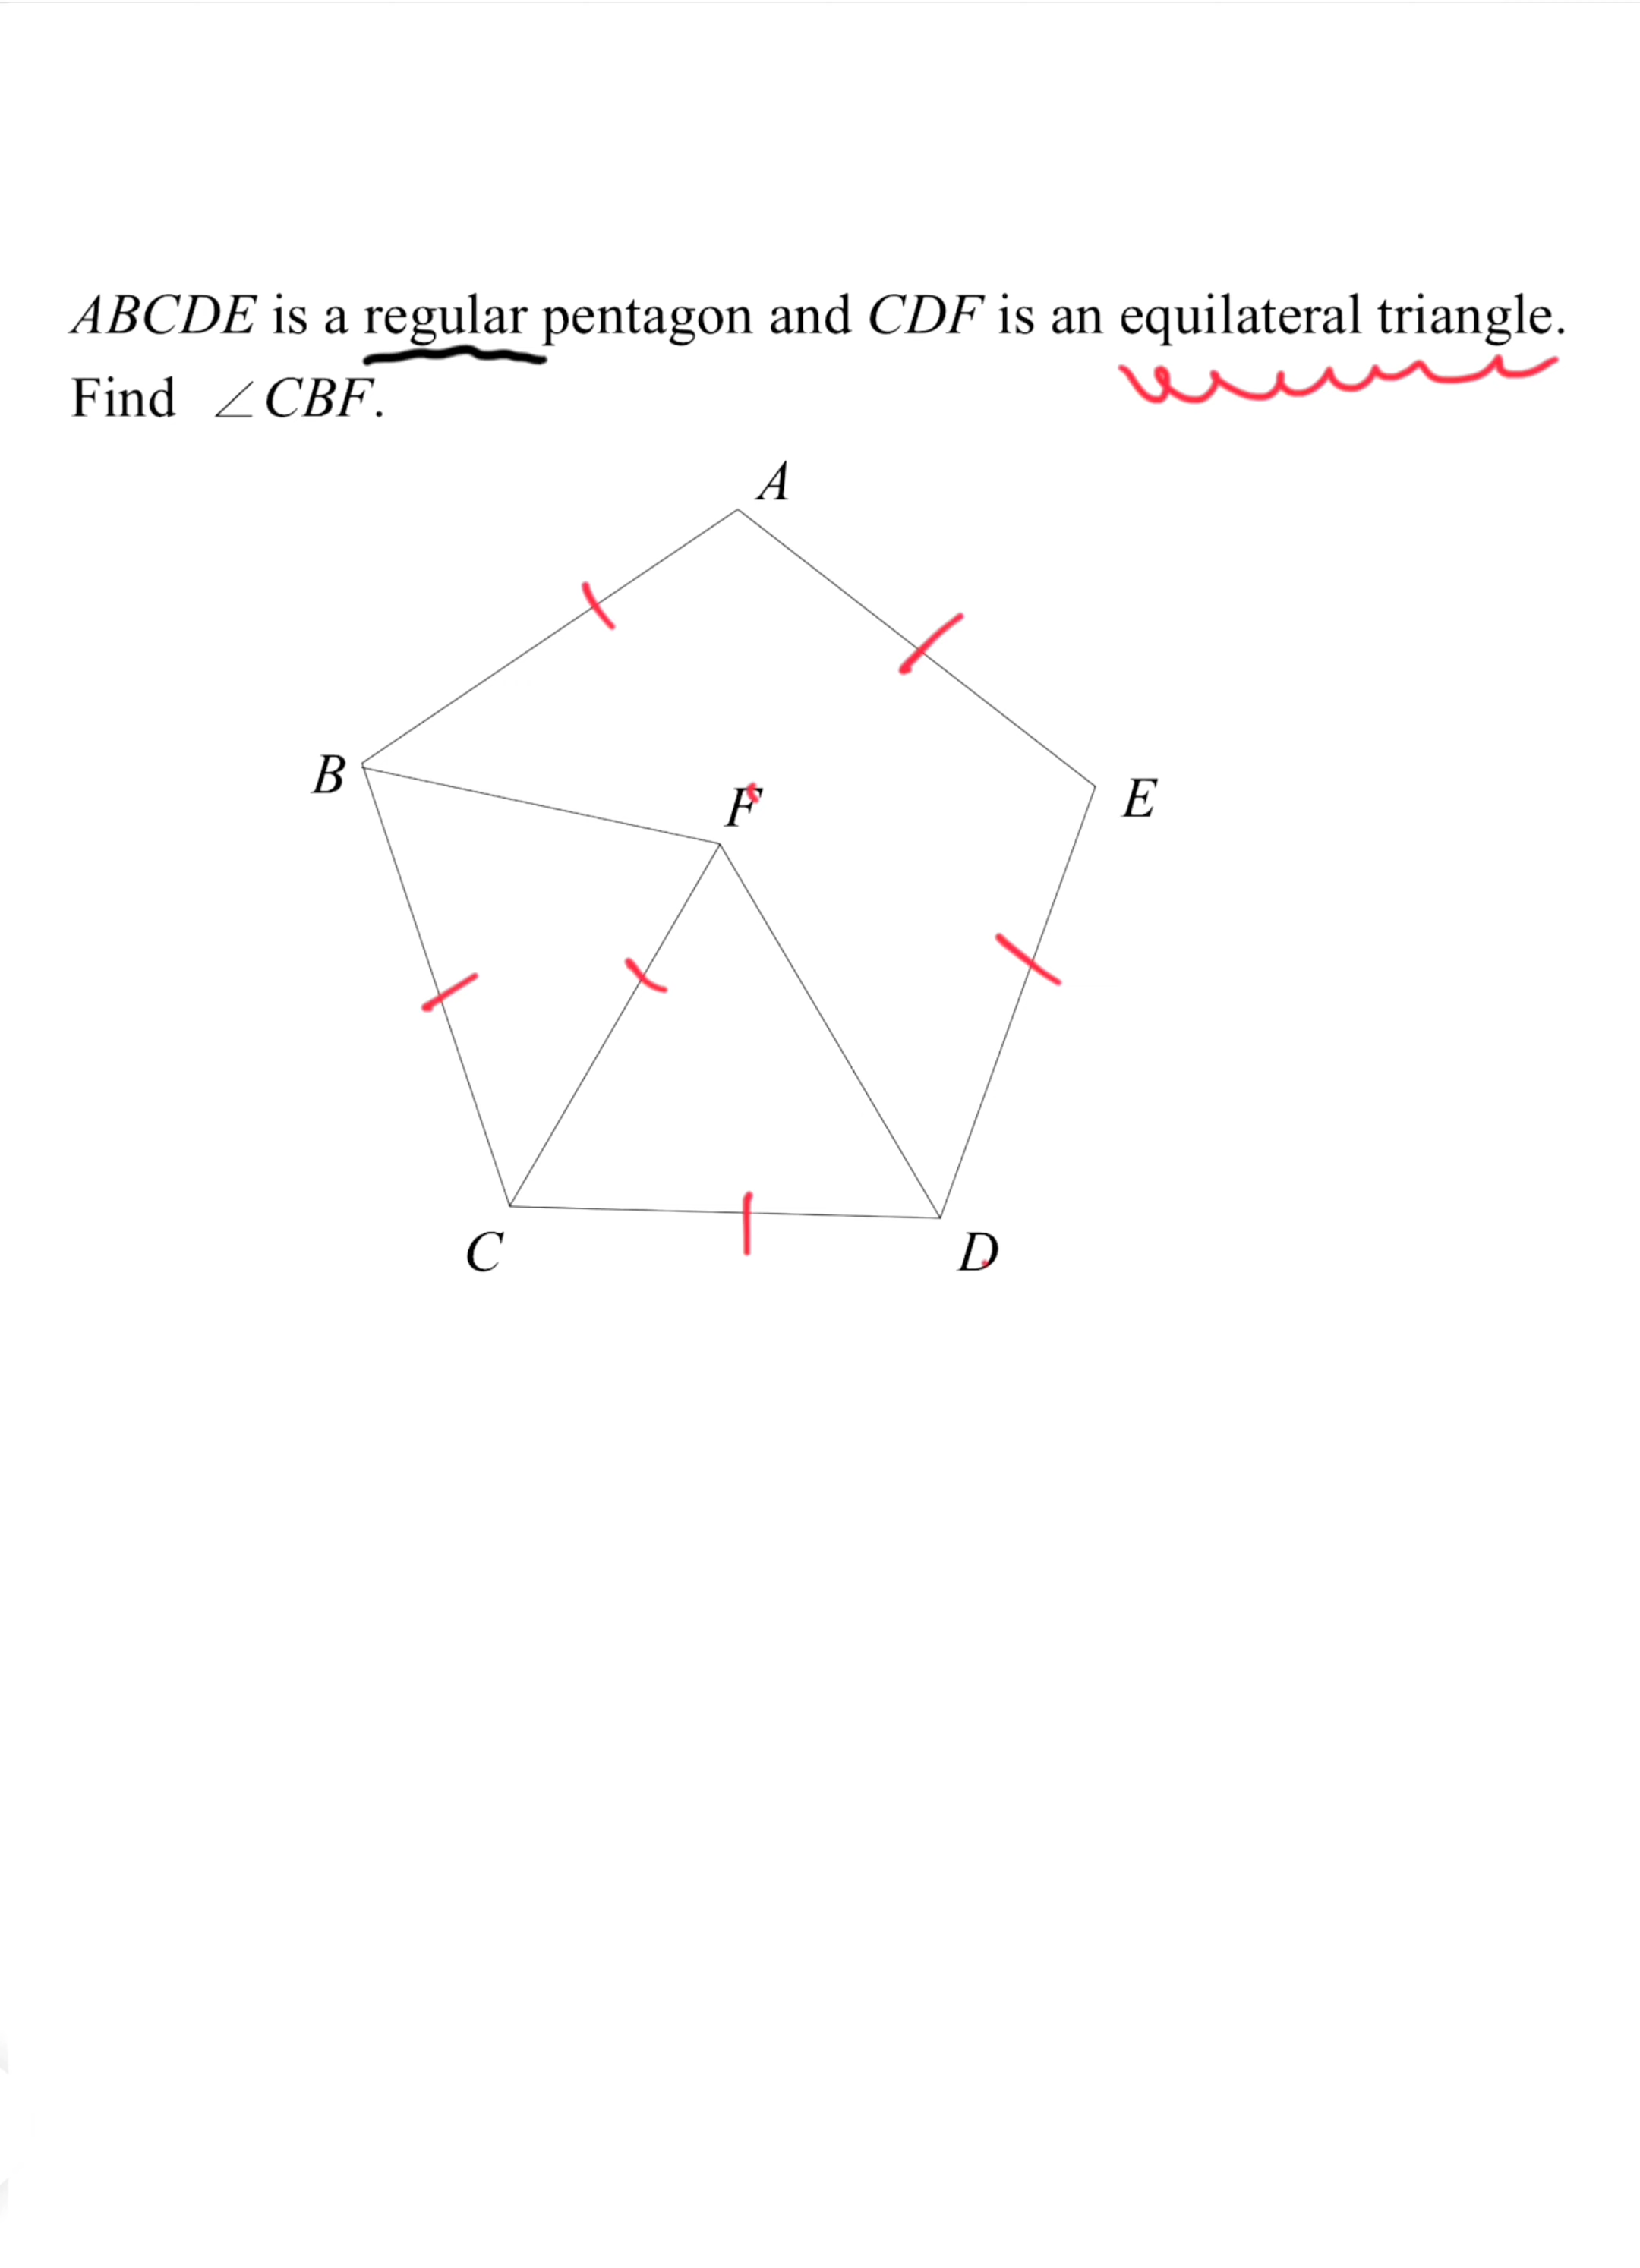 ABCDE is a regular pentagon and CDF is an equilateral triangle.
Find ∠CBF.
A
B
F
E
C
D